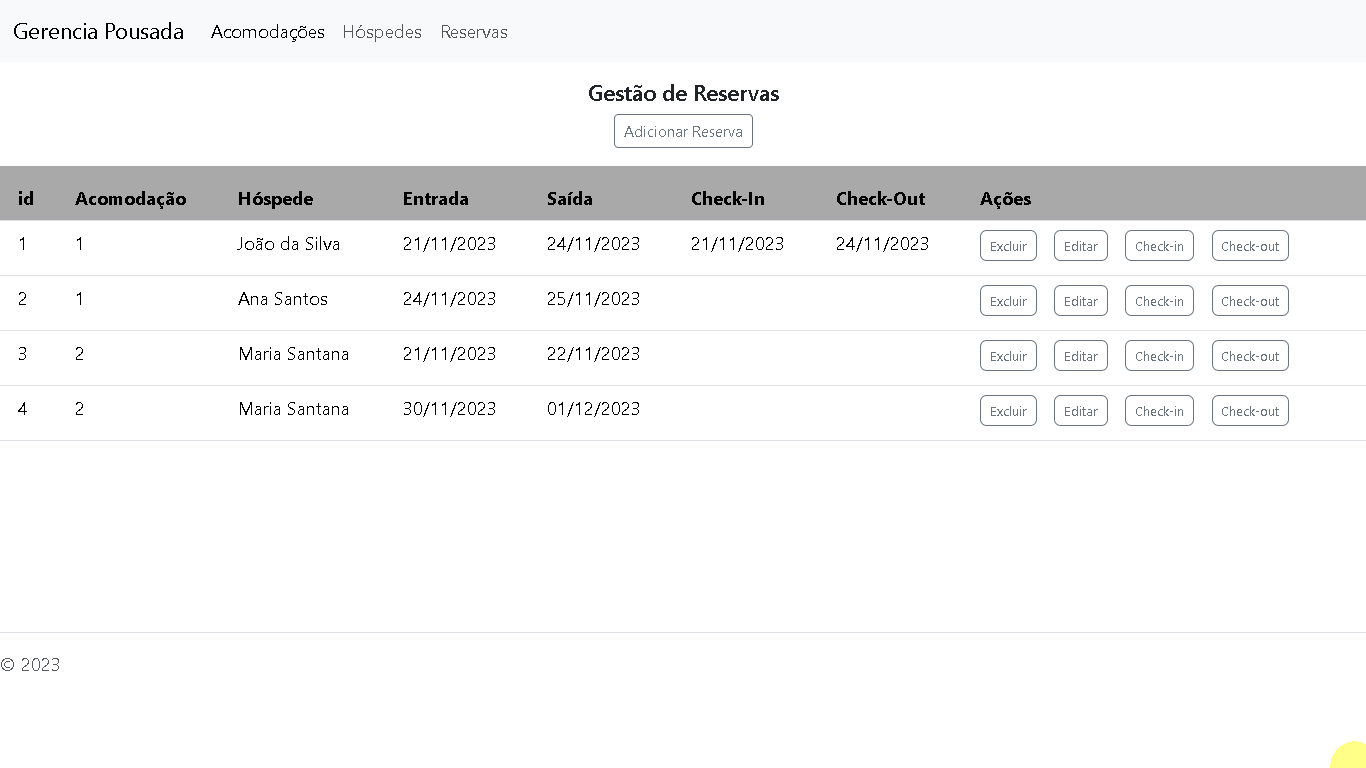 Gerencia Pousada Acomodações Hóspedes Reservas
Gestão de Reservas
Adicionar Reserva
id Acomodação Hóspede Entrada Saída Check-In Check-Out Ações
1 1 João da Silva 21/11/2023 24/11/2023 21/11/2023 24/11/2023 Excluir Editar Check-in Check-out
2 1 Ana Santos 24/11/2023 25/11/2023 Excluir Editar Check-in Check-out
3 2 Maria Santana 21/11/2023 22/11/2023 Excluir Editar Check-in Check-out
4 2 Maria Santana 30/11/2023 01/12/2023 Excluir Editar Check-in Check-out
© 2023